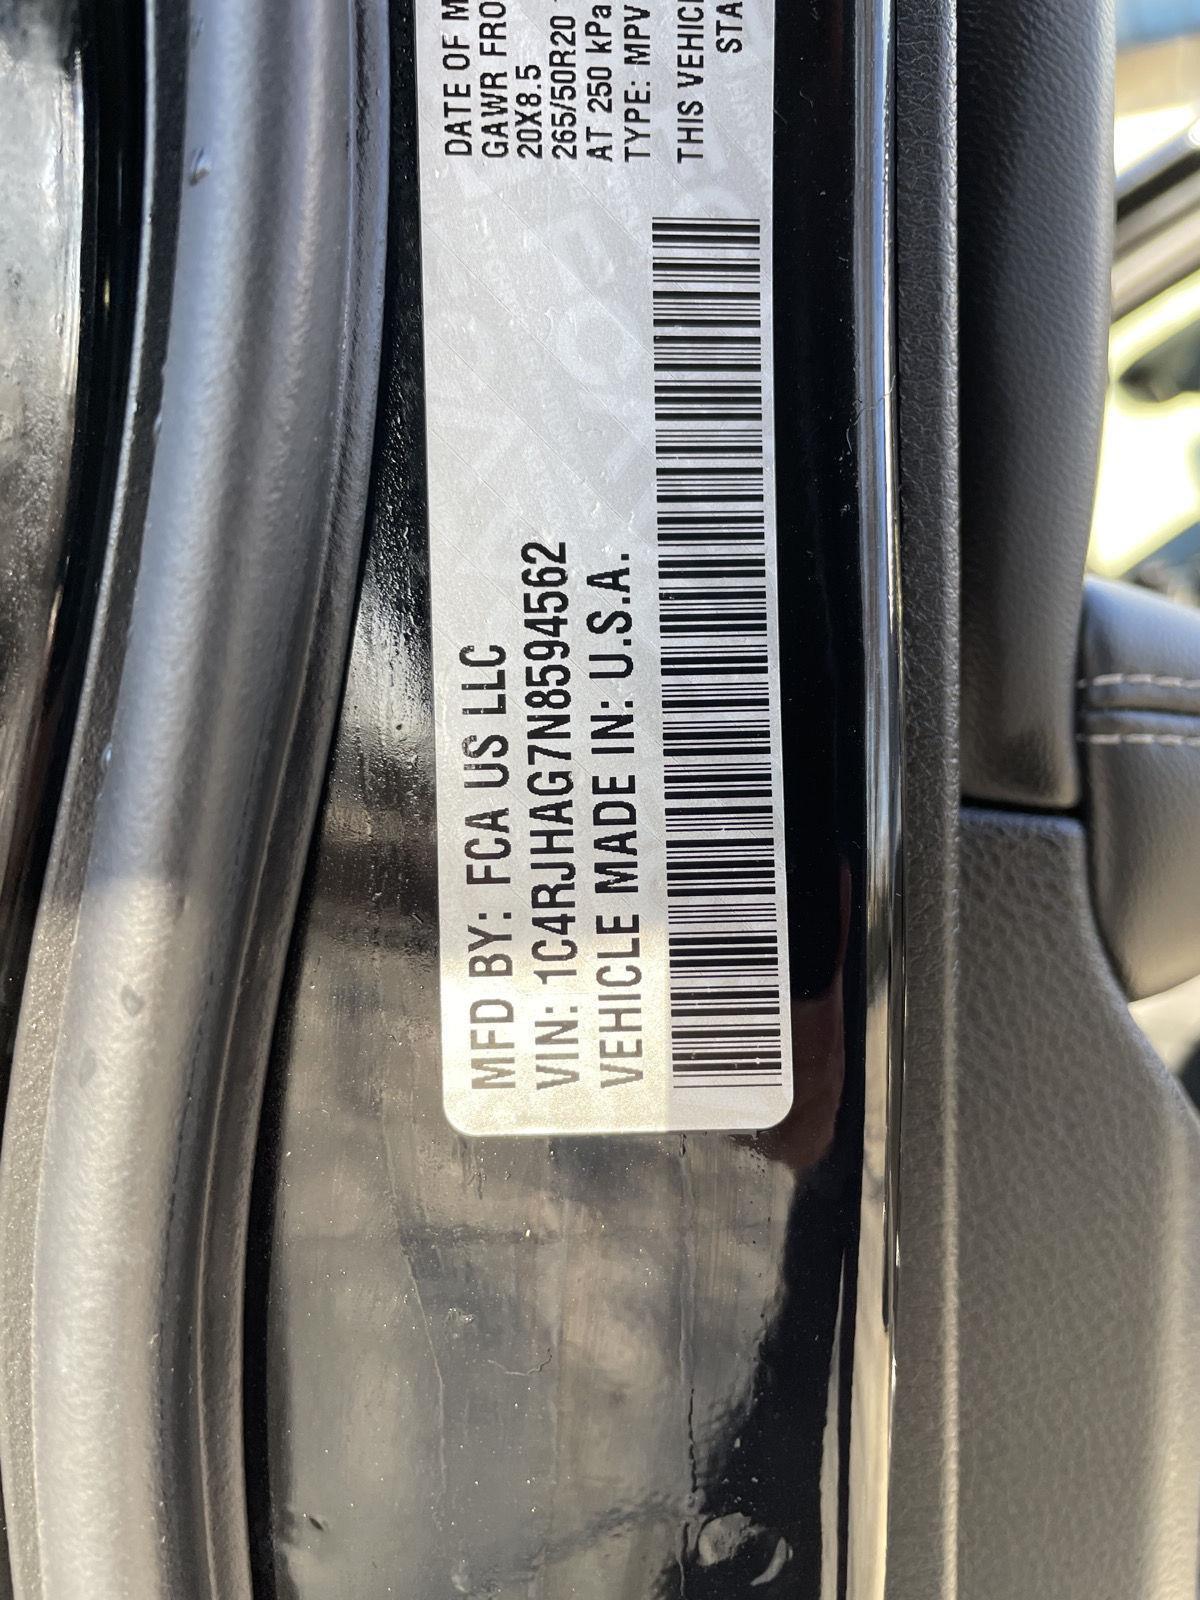 MFD BY: FCA US LLC
VIN: 1C4RJHAG7N8594562
VEHICLE MADE IN: U.S.A.
DATE OF M
GAWR FRO
20X8.5
265/50R20
AT 250 kPa
TYPE: MPV
THIS VEHICL
STA